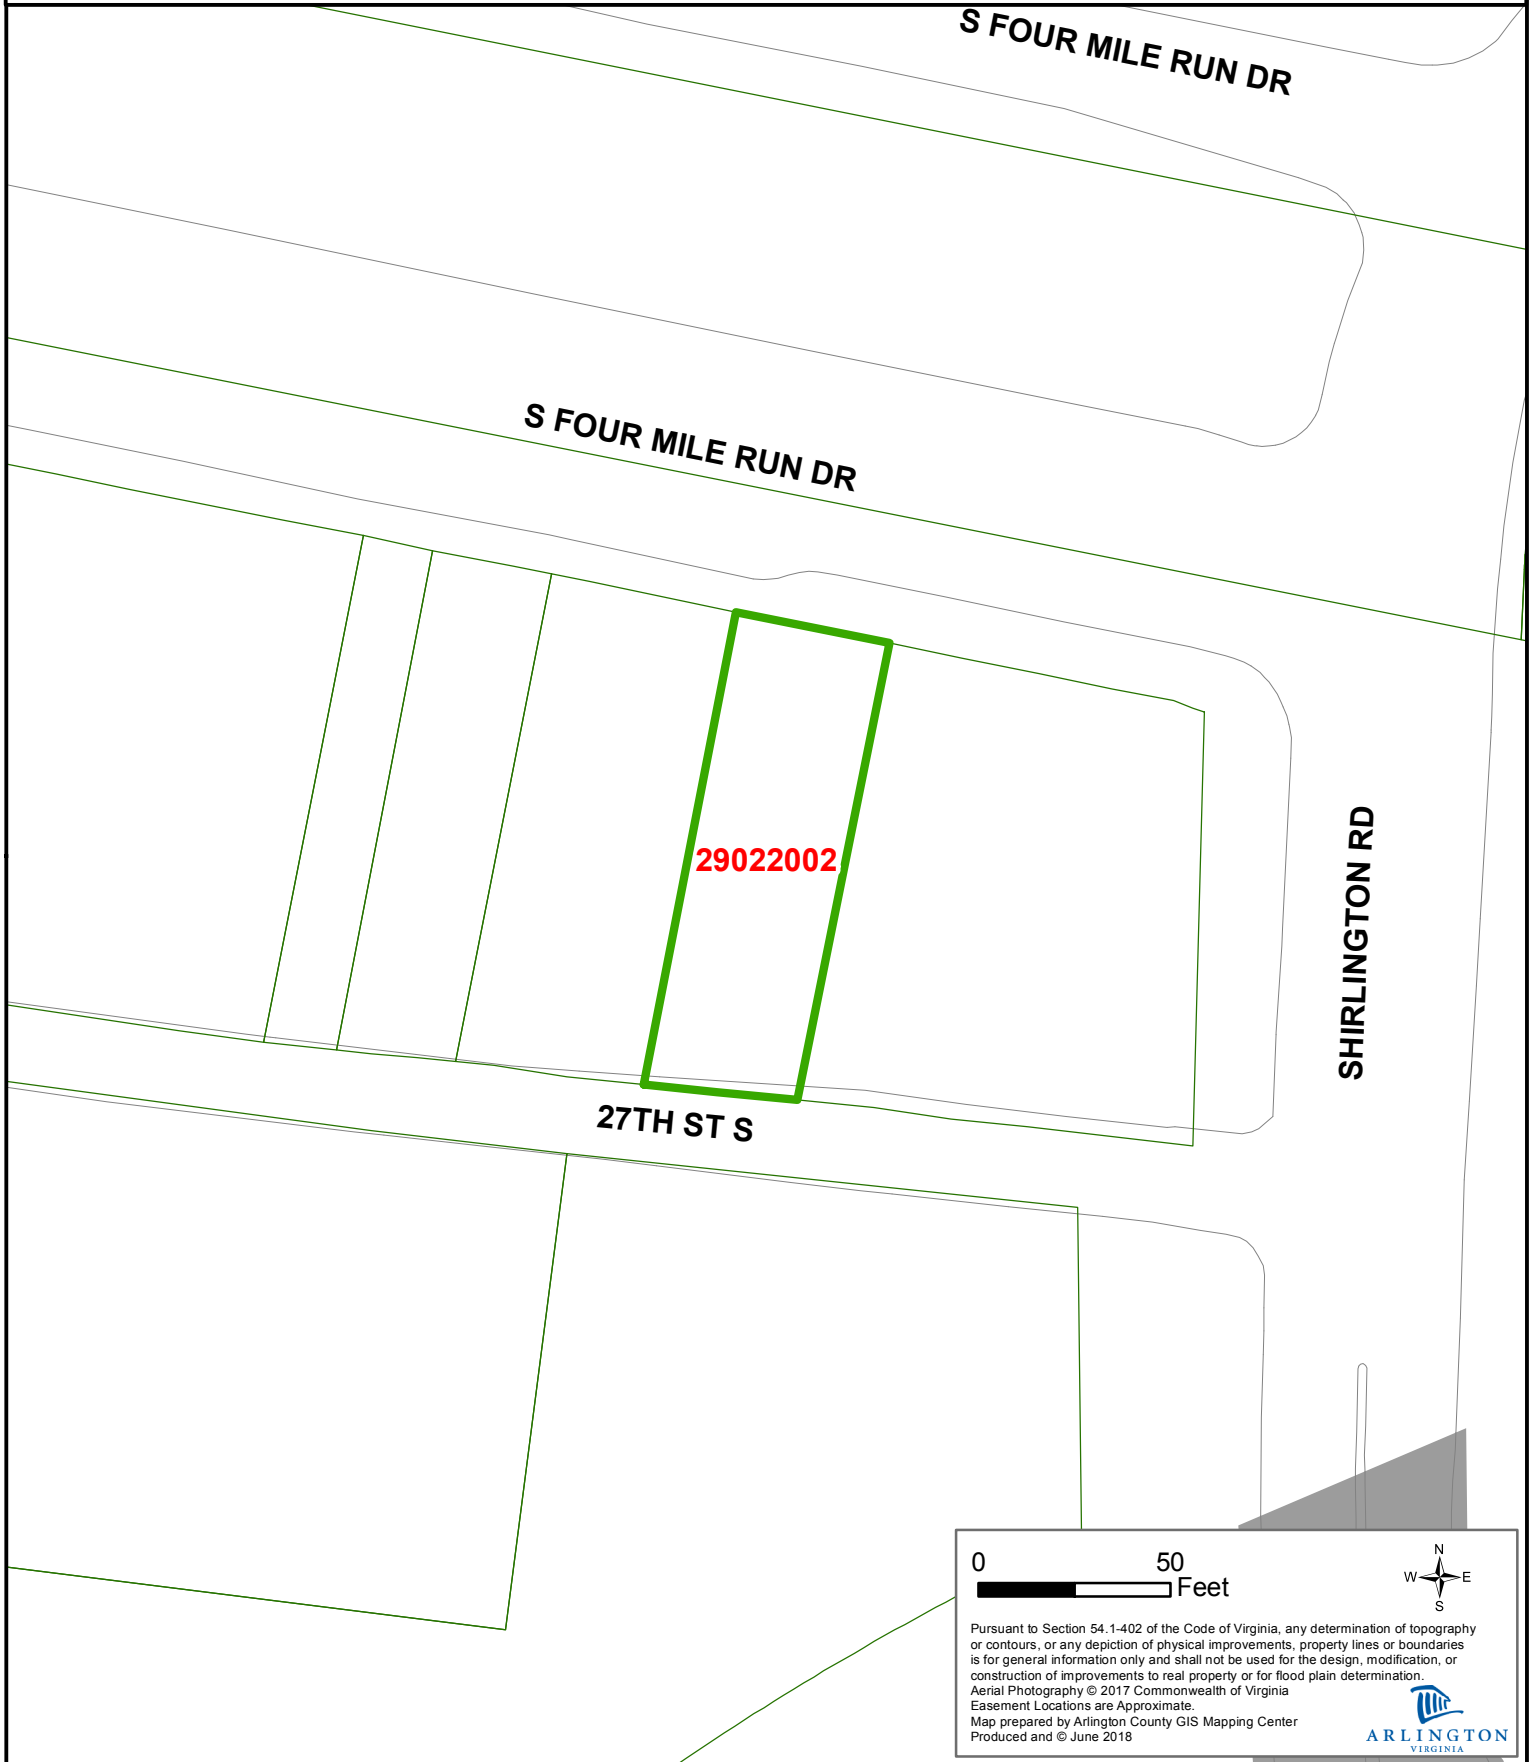 S FOUR MILE RUN DR
S FOUR MILE RUN DR
29022002
SHIRLINGTON RD
27TH ST S
0 50
Feet
N
W E
S
Pursuant to Section 54.1-402 of the Code of Virginia, any determination of topography
or contours, or any depiction of physical improvements, property lines or boundaries
is for general information only and shall not be used for the design, modification, or
construction of improvements to real property or for flood plain determination.
Aerial Photography © 2017 Commonwealth of Virginia
Easement Locations are Approximate.
Map prepared by Arlington County GIS Mapping Center
Produced and © June 2018
ARLINGTON
VIRGINIA